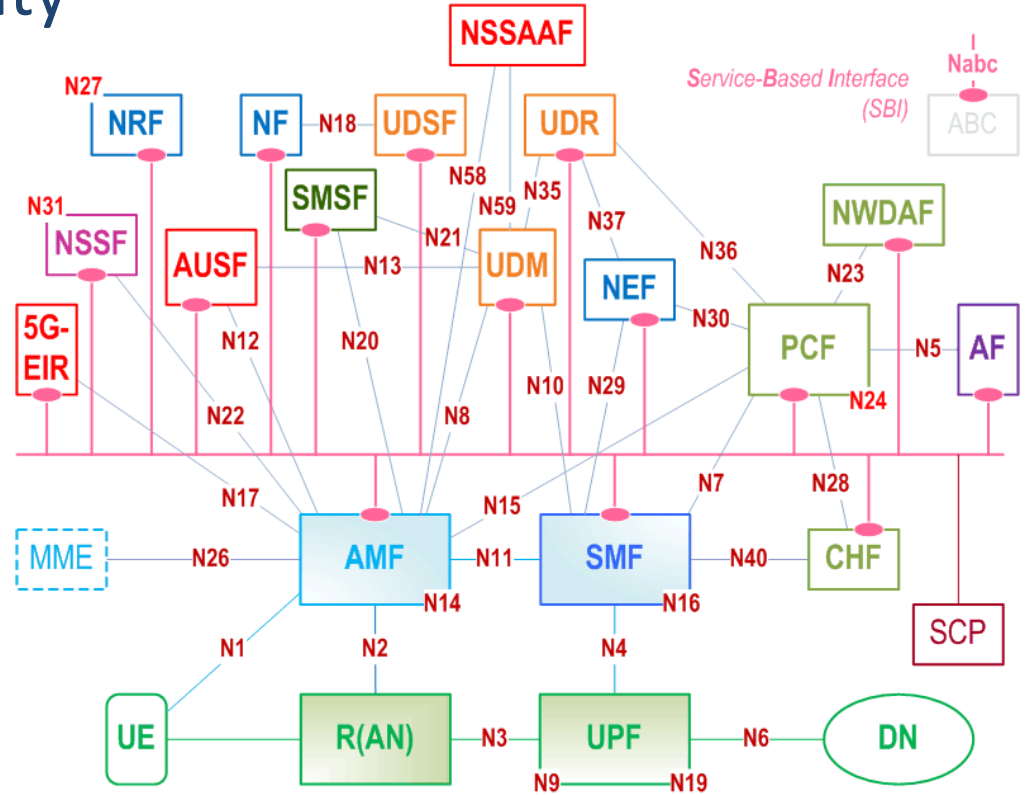 NSSAAF
Service-Based Interface
(SBI)
Nabc
ABC
N27
NRF
NF
N18
UDSF
UDR
N58
N35
SMSF
N59
N37
N36
NWDAF
N31
NSSF
AUSF
N21
N13
UDM
NEF
N23
5G-
EIR
N12
N20
N30
PCF
N5
AF
N10
N29
N24
N22
N8
N17
N15
N7
N28
MME
N26
AMF
N11
SMF
N40
CHF
N14
N16
SCP
N1
N2
N4
UE
R(AN)
N3
UPF
N6
DN
N9
N19